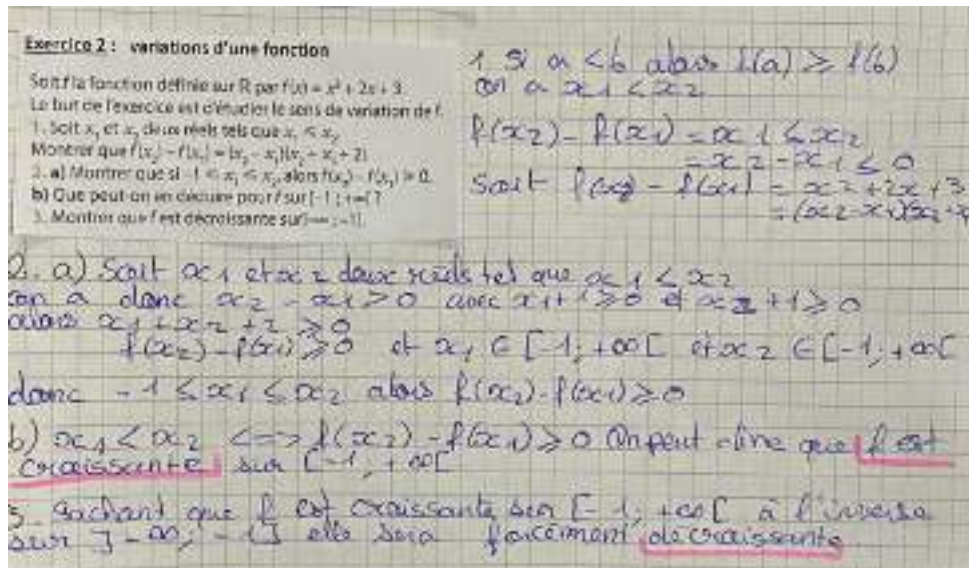 Exercice 2 : variations d'une fonction
Soit f la fonction définie sur R par f(x) = x² + 2x + 3.
Le but de l'exercice est d'étudier le sens de variation de f.
1. Soit x₁ et x₂ deux réels tels que x₁ ≤ x₂
Montrer que f(x₂) - f(x₁) = (x₂ - x₁)(x₂ + x₁ + 2)
2. a) Montrer que si -1 ≤ x₁ ≤ x₂, alors f(x₂) - f(x₁) ≥ 0.
b) Que peut-on en déduire pour f sur [-1 ; +∞[ ?
3. Montrer que f est décroissante sur ]-∞ ; -1].
1 Si a < b alors f(a) ≥ f(b)
on a x1 < x2
f(x2) - f(x1) = x1 ≤ x2
= x2 - x1 ≤ 0
Soit f(x2) - f(x1) = x2 + 2x + 3
= (x2 - x1)(x2 +
2. a) Soit x1 et x2 deux réels tel que x1 ≤ x2
on a donc x2 - x1 > 0 avec x1 + 1 ≥ 0 et x2 + 1 ≥ 0
alors x1 + x2 + 2 ≥ 0
f(x2) - f(x1) ≥ 0 et x1 ∈ [-1; +∞[ et x2 ∈ [-1; +∞[
donc -1 ≤ x1 ≤ x2 alors f(x2) - f(x1) ≥ 0
b) x1 < x2 <=> f(x2) - f(x1) ≥ 0 On peut dire que f est
croissante sur [-1, +∞[
3. Sachant que f est croissante sur [-1; +∞[ à l'inverse
sur ]-∞; -1] elle sera forcément décroissante